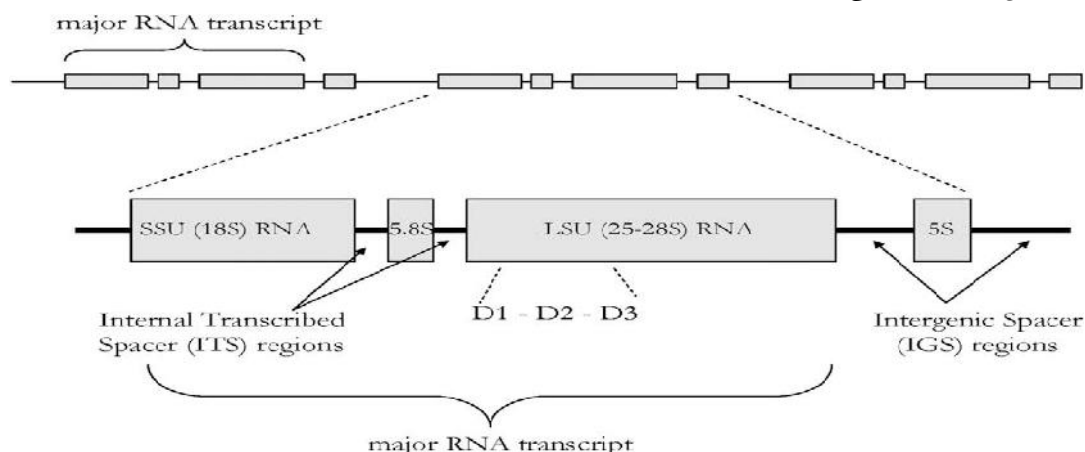 major RNA transcript
SSU (18S) RNA
5.8S
LSU (25-28S) RNA
5S
D1 - D2 - D3
Internal Transcribed
Spacer (ITS) regions
Intergenic Spacer
(IGS) regions
major RNA transcript